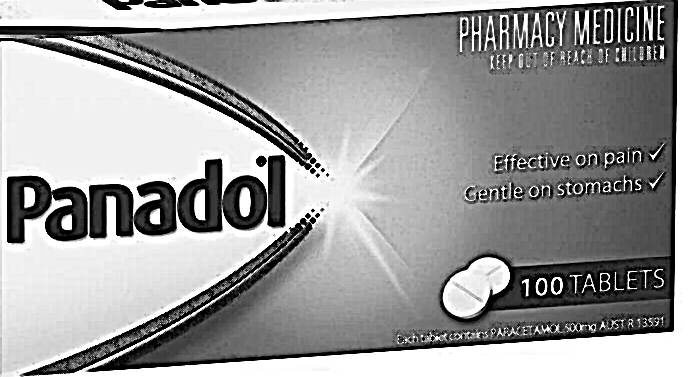 PHARMACY MEDICINE
KEEP OUT OF REACH OF CHILDREN
Effective on pain ✓
Gentle on stomachs ✓
Panadol
100 TABLETS
Each tablet contains PARACETAMOL 500mg AUST R 13591